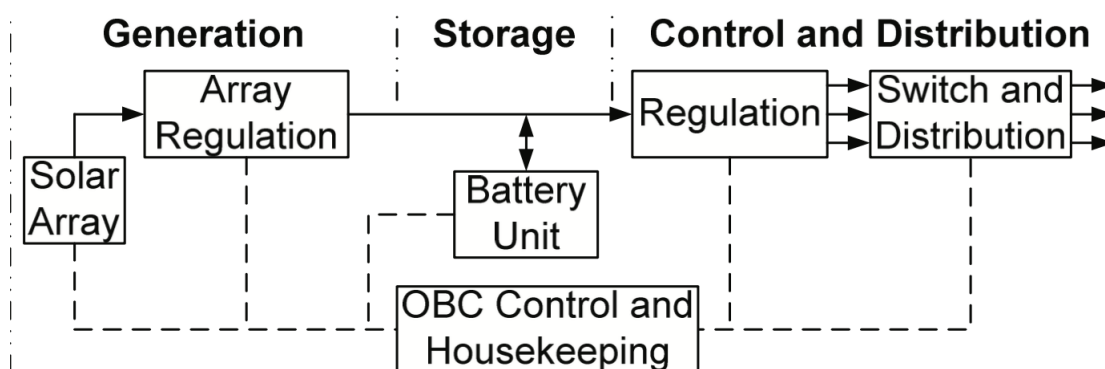 Generation
Storage
Control and Distribution
Array
Regulation
Regulation
Switch and
Distribution
Solar
Array
Battery
Unit
OBC Control and
Housekeeping